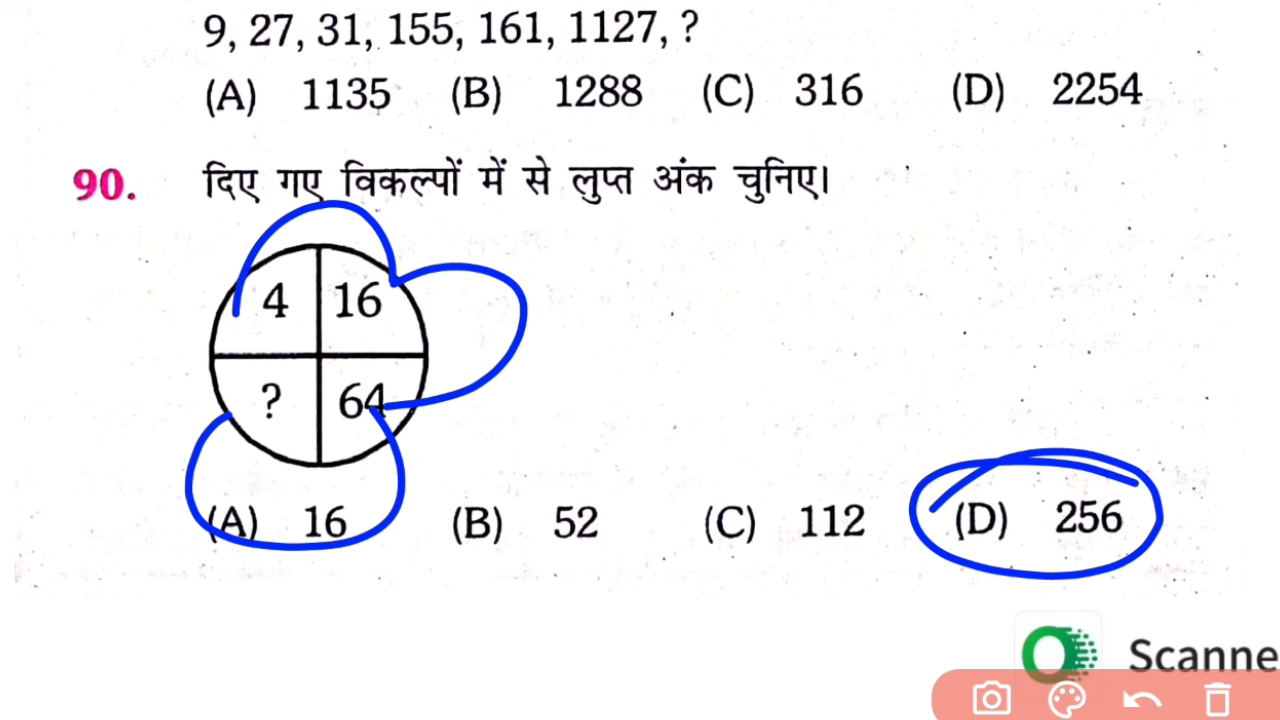 9, 27, 31, 155, 161, 1127, ?
(A) 1135 (B) 1288 (C) 316 (D) 2254
90. दिए गए विकल्पों में से लुप्त अंक चुनिए।
4 16
? 64
(A) 16 (B) 52 (C) 112 (D) 256
Scanne